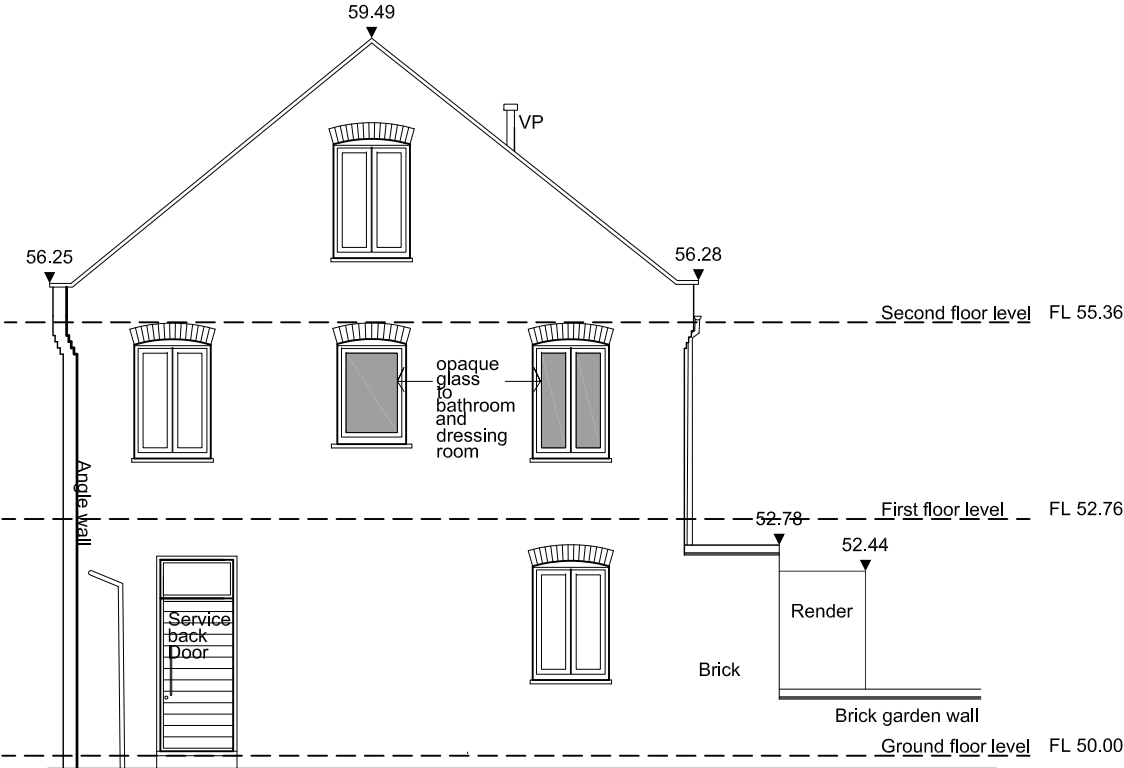 59.49
VP
56.25
56.28
Second floor level FL 55.36
opaque
glass
to
bathroom
and
dressing
room
Angle wall
First floor level FL 52.76
52.78
52.44
Service
back
Door
Render
Brick
Brick garden wall
Ground floor level FL 50.00